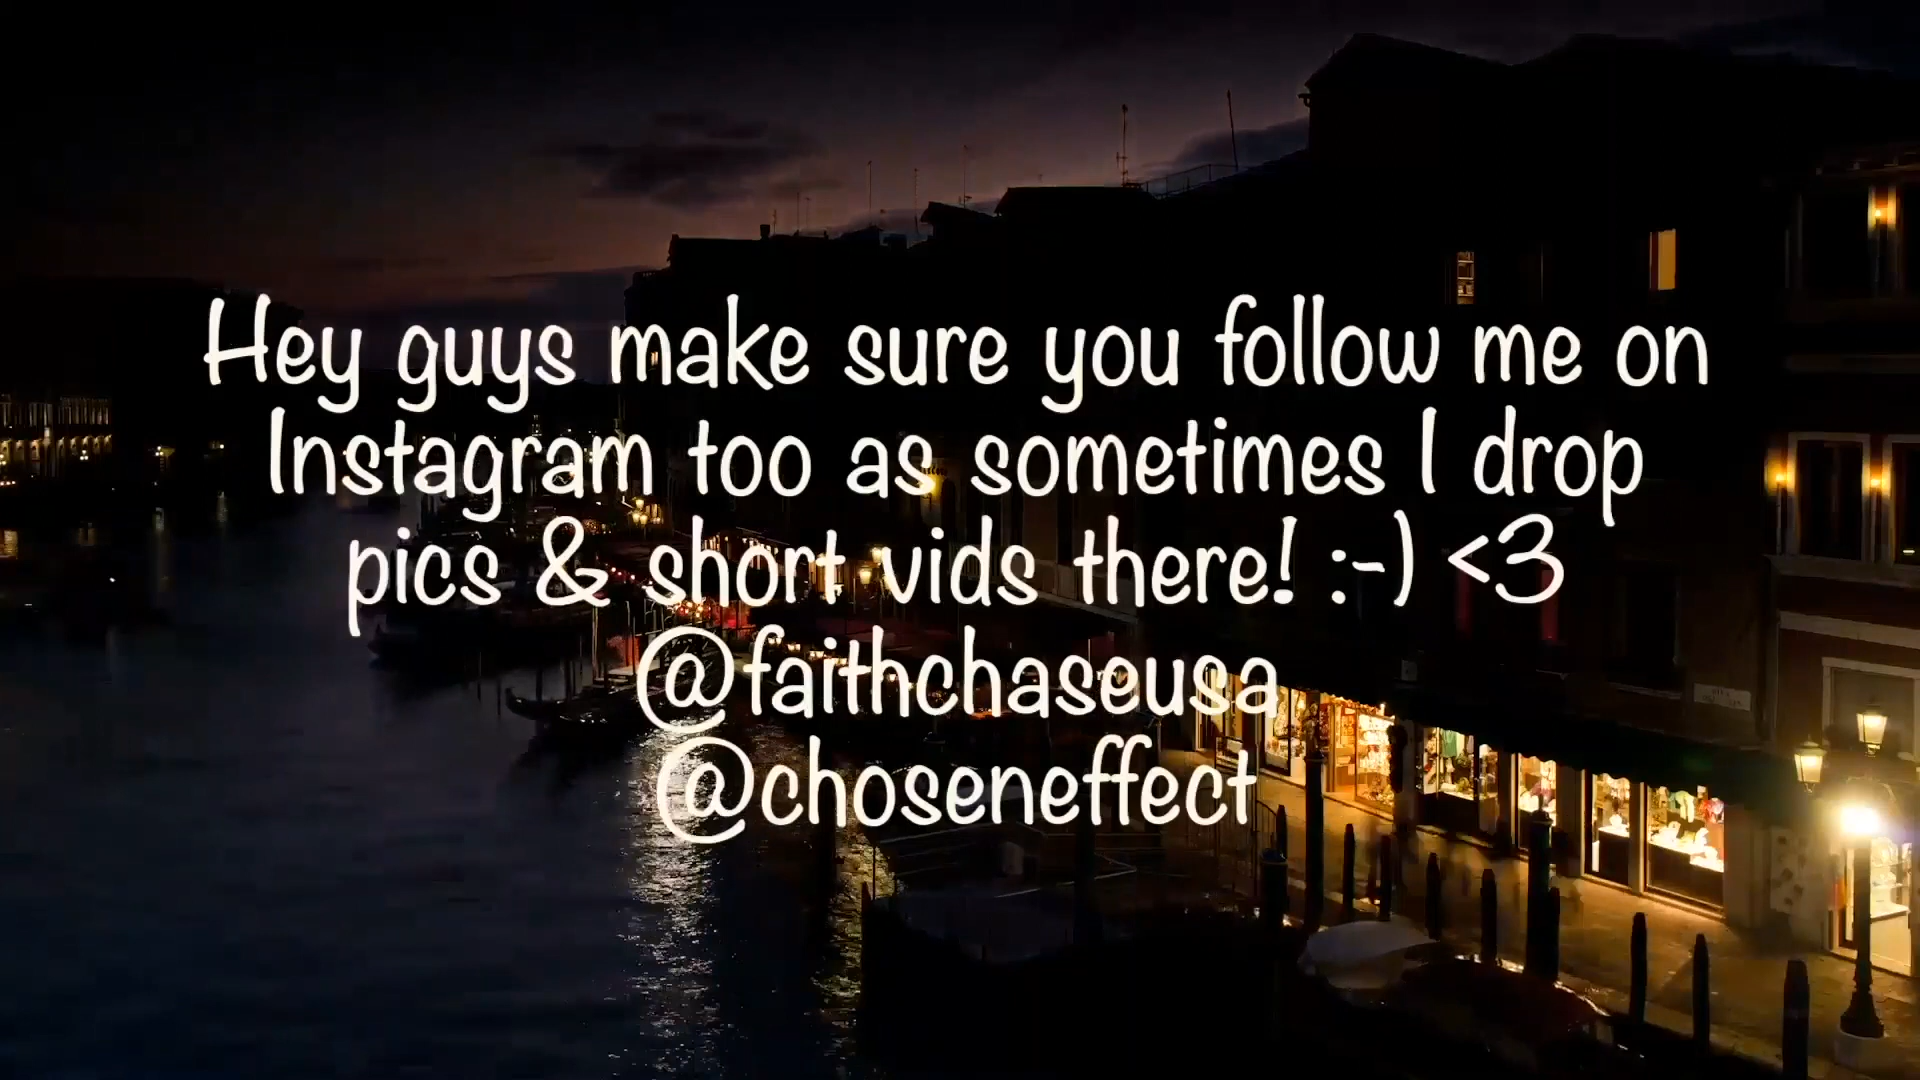 Hey guys make sure you follow me on
Instagram too as sometimes I drop
pics & short vids there! :-) <3
@faithchaseusa
@choseneffect